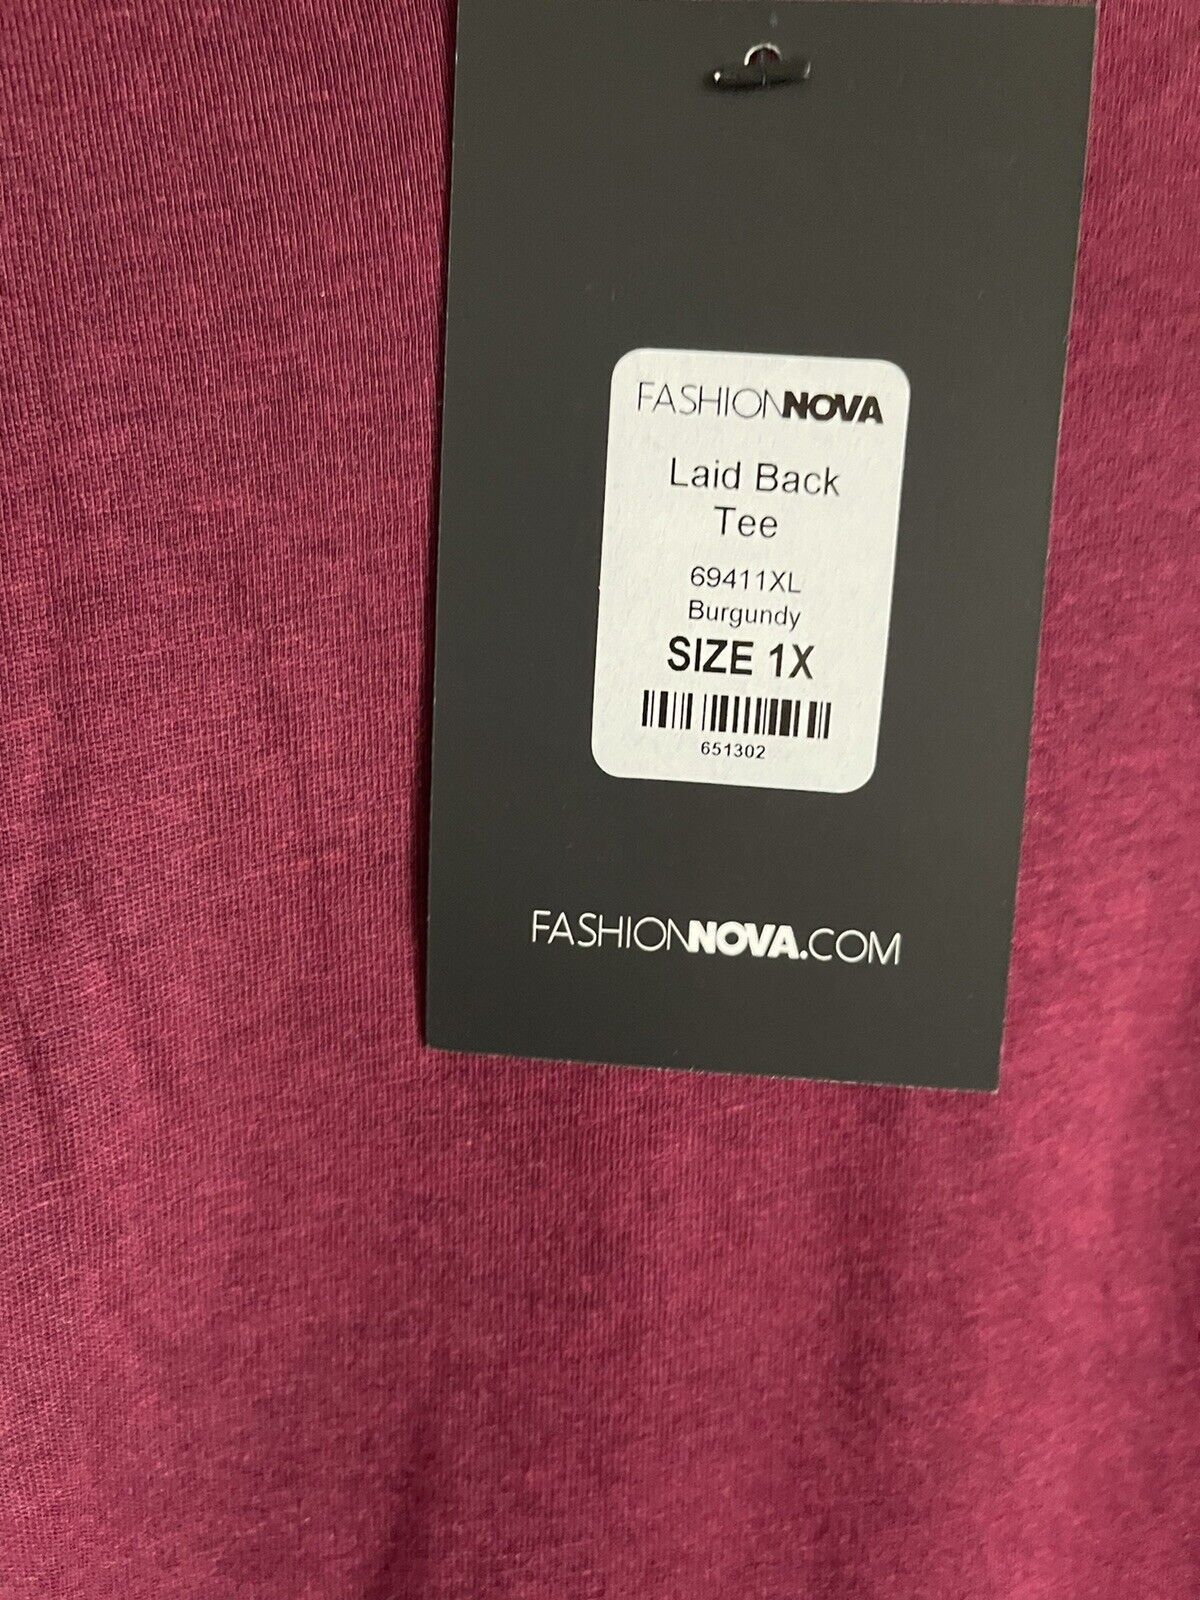 FASHIONNOVA
Laid Back
Tee
69411XL
Burgundy
SIZE 1X
651302
FASHIONNOVA.COM